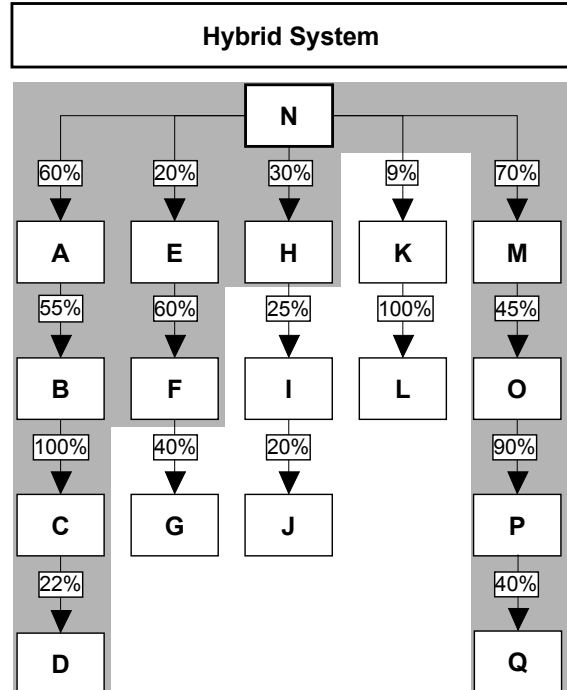 Hybrid System
N
60% 20% 30% 9% 70%
A E H K M
55% 60% 25% 100% 45%
B F I L O
100% 40% 20% 90%
C G J P
22% 40%
D Q